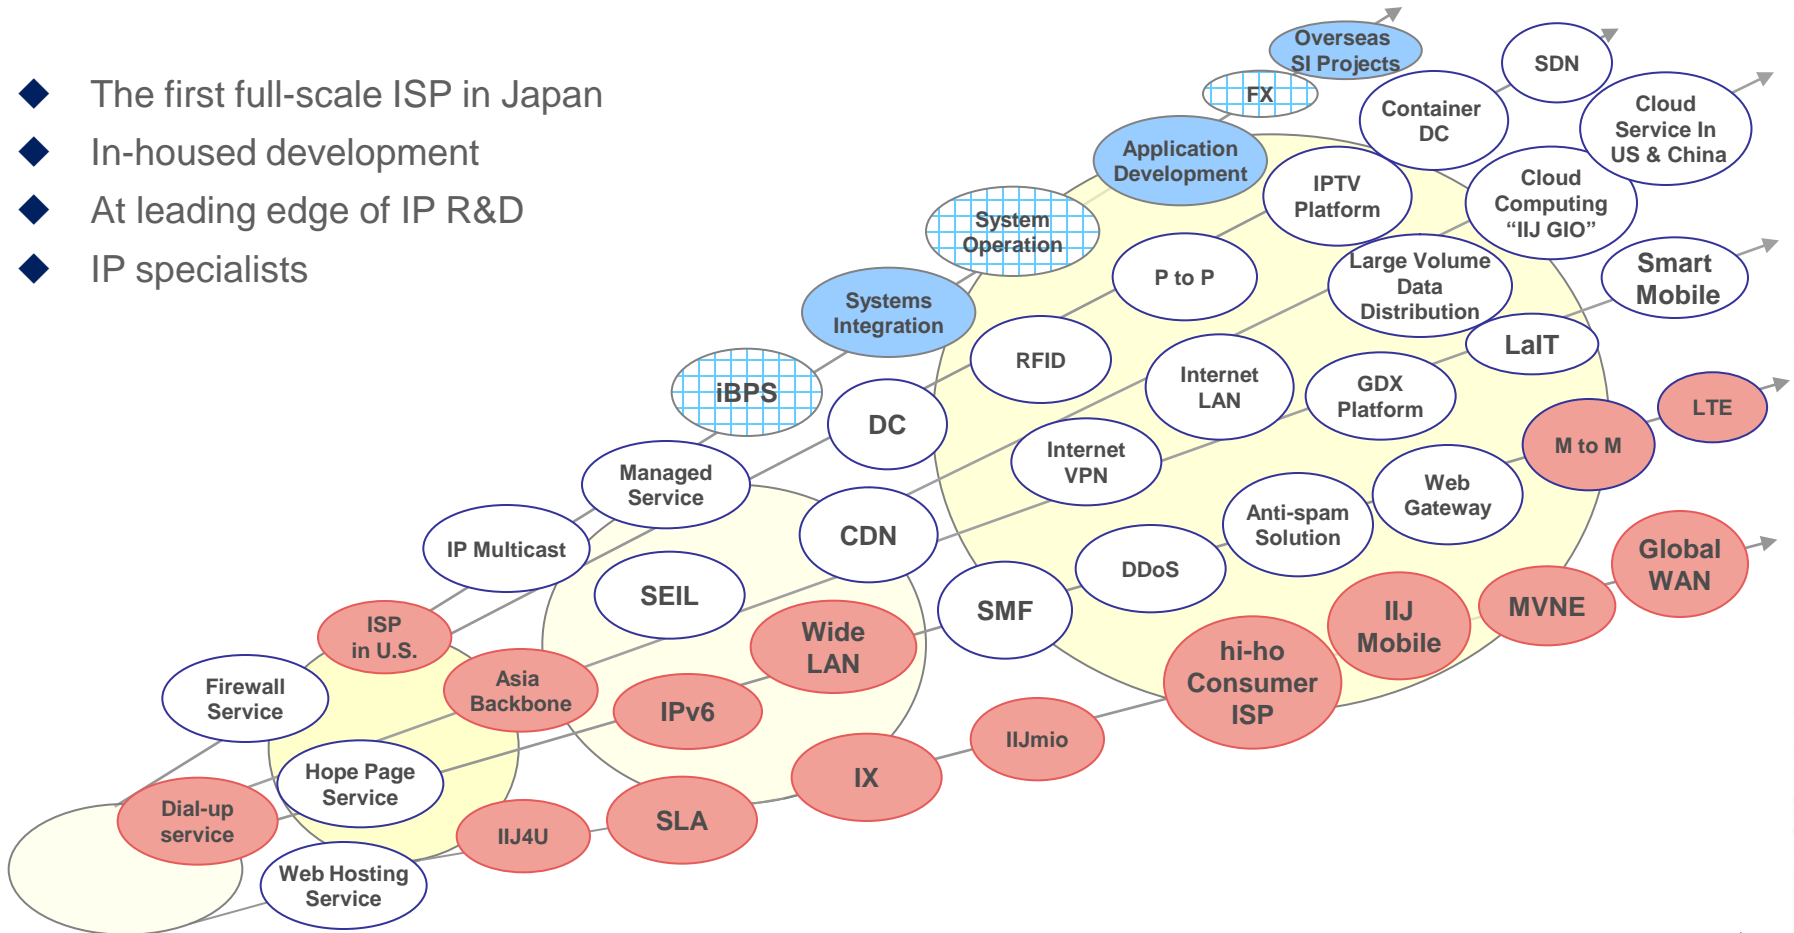 The first full-scale ISP in Japan
In-housed development
At leading edge of IP R&D
IP specialists
Overseas
SI Projects
FX
SDN
Container
DC
Cloud
Service In
US & China
Application
Development
IPTV
Platform
Cloud
Computing
“IIJ GIO”
System
Operation
P to P
Large Volume
Data
Distribution
Smart
Mobile
Systems
Integration
RFID
LaIT
Internet
LAN
GDX
Platform
iBPS
DC
LTE
M to M
Internet
VPN
Managed
Service
Web
Gateway
Anti-spam
Solution
IP Multicast
CDN
DDoS
Global
WAN
SEIL
SMF
IIJ
Mobile
MVNE
ISP
in U.S.
Wide
LAN
hi-ho
Consumer
ISP
Firewall
Service
Asia
Backbone
IPv6
IIJmio
Hope Page
Service
IX
Dial-up
service
IIJ4U
SLA
Web Hosting
Service